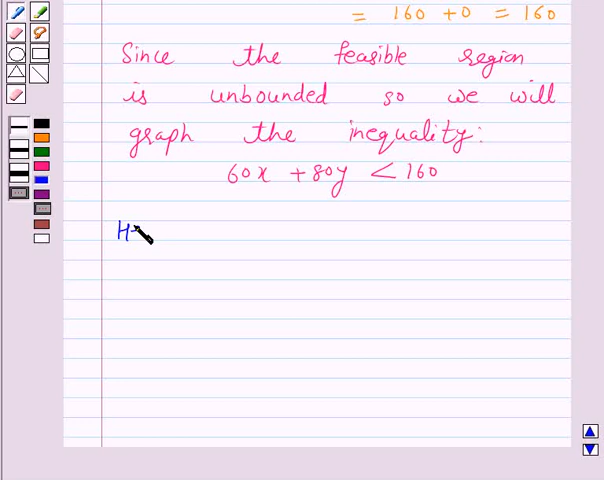 = 160 + 0 = 160
Since the feasible region
is unbounded so we will
graph the inequality:
60x + 80y < 160
H